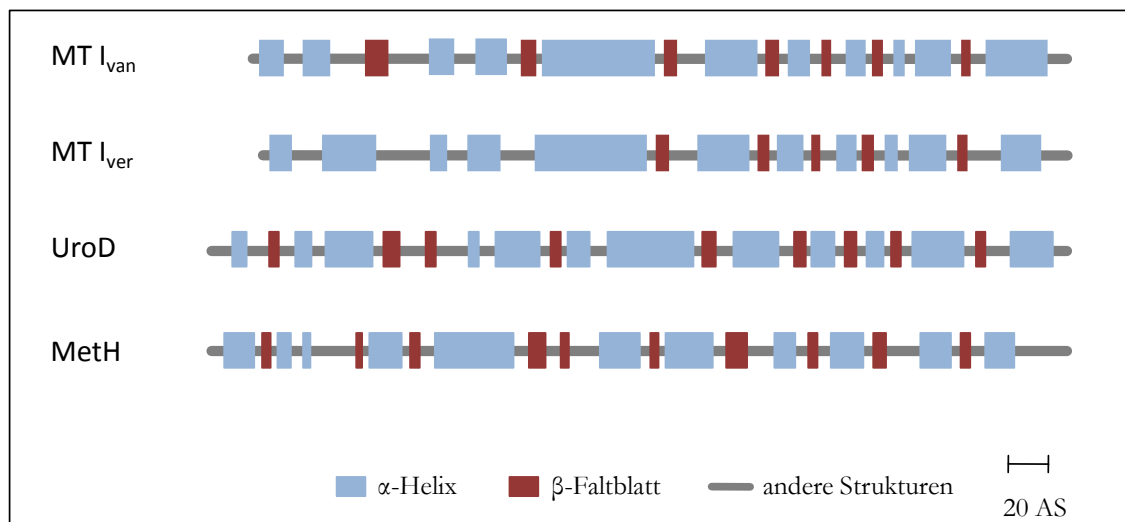 MT Ivan
MT Iver
UroD
MetH
α-Helix
β-Faltblatt
andere Strukturen
20 AS